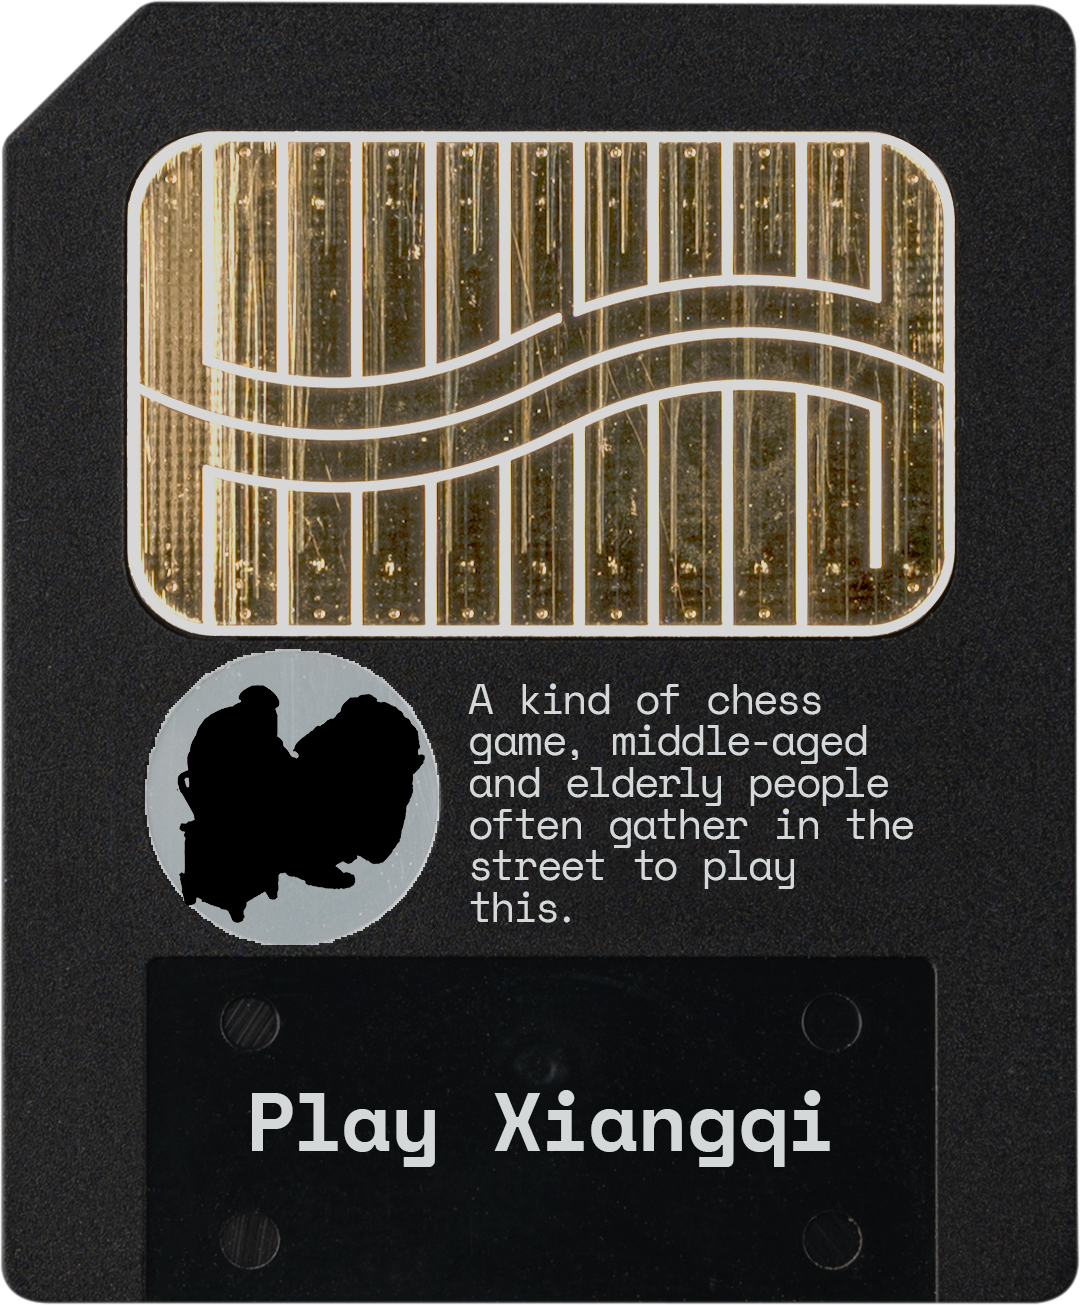 A kind of chess
game, middle-aged
and elderly people
often gather in the
street to play
this.
Play Xiangqi